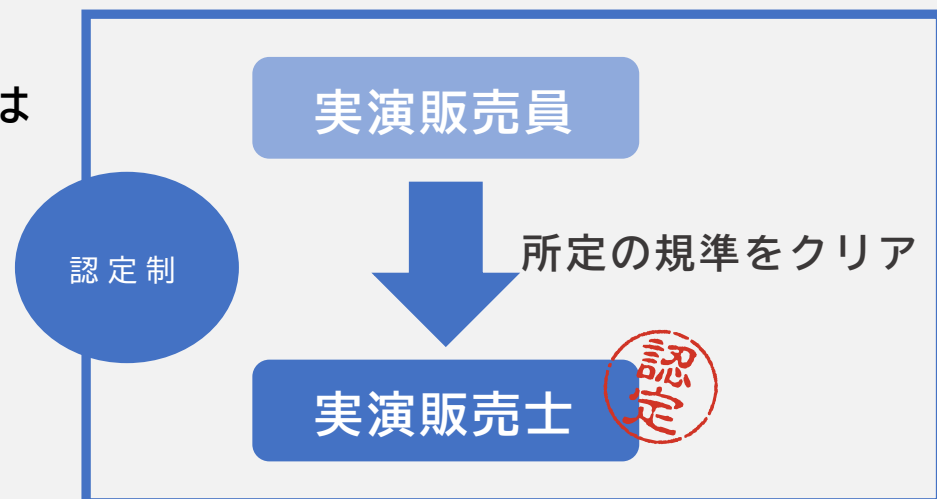 は
実演販売員
認定制
所定の規準をクリア
実演販売士
認定